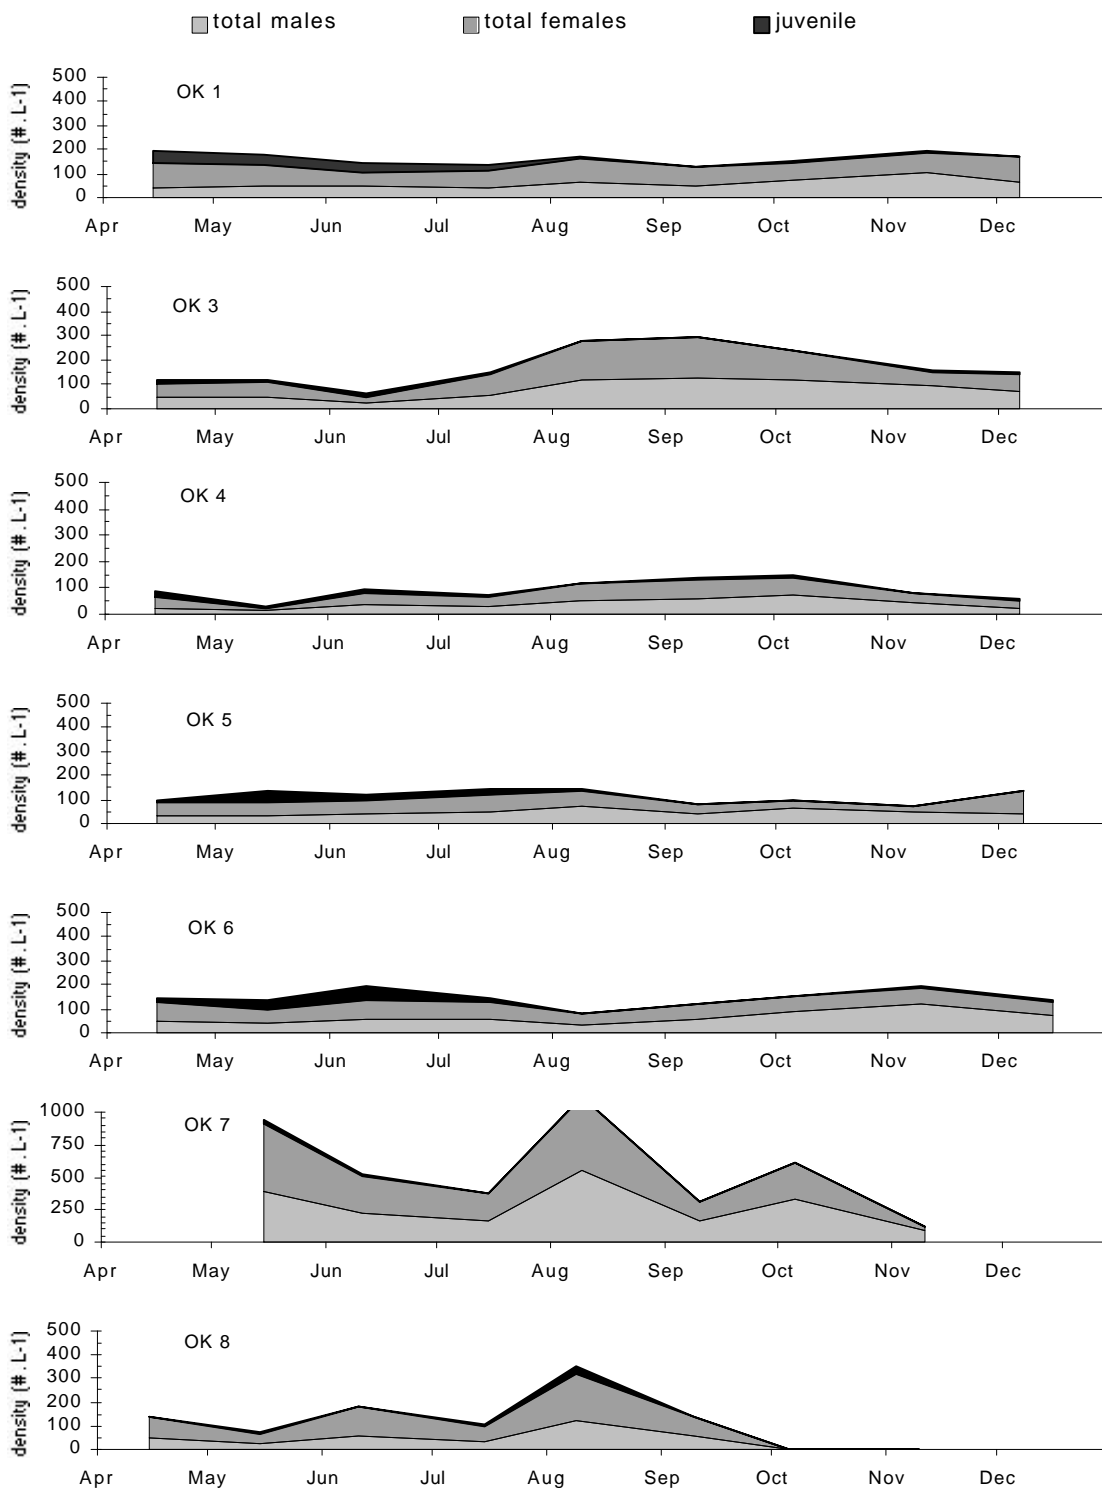 total males total females juvenile
density (#.L-1)
500
400
300
200
100
0
OK 1
Apr May Jun Jul Aug Sep Oct Nov Dec
density (#.L-1)
500
400
300
200
100
0
OK 3
Apr May Jun Jul Aug Sep Oct Nov Dec
density (#.L-1)
500
400
300
200
100
0
OK 4
Apr May Jun Jul Aug Sep Oct Nov Dec
density (#.L-1)
500
400
300
200
100
0
OK 5
Apr May Jun Jul Aug Sep Oct Nov Dec
density (#.L-1)
500
400
300
200
100
0
OK 6
Apr May Jun Jul Aug Sep Oct Nov Dec
density (#.L-1)
1000
750
500
250
0
OK 7
Apr May Jun Jul Aug Sep Oct Nov Dec
density (#.L-1)
500
400
300
200
100
0
OK 8
Apr May Jun Jul Aug Sep Oct Nov Dec